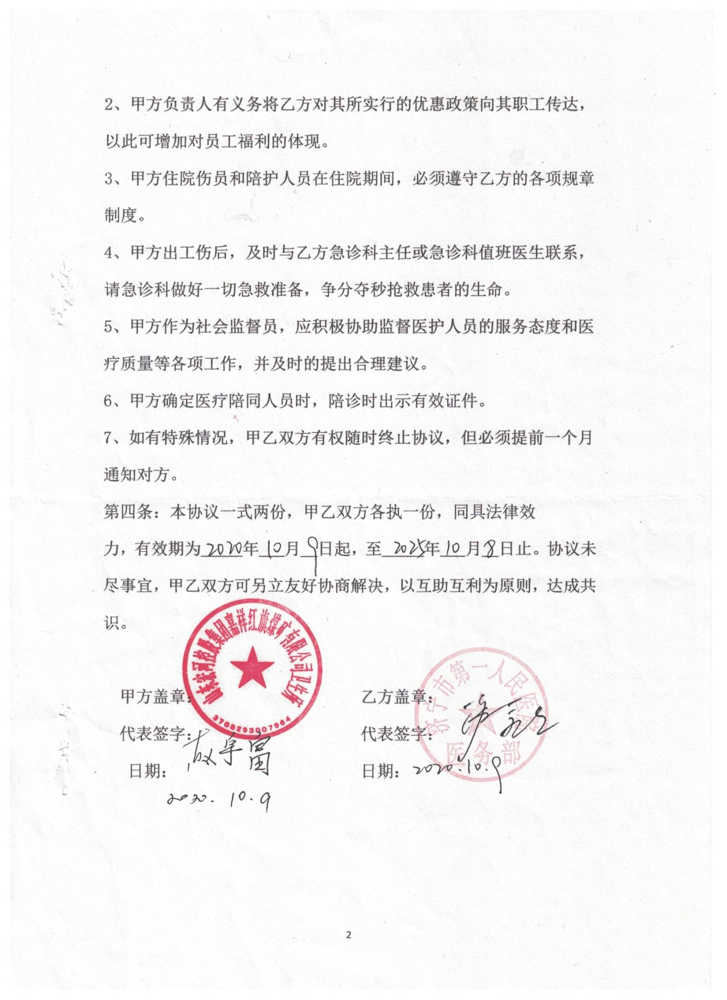 2、甲方负责人有义务将乙方对其所实行的优惠政策向其职工传达，
以此可增加对员工福利的体现。
3、甲方住院伤员和陪护人员在住院期间，必须遵守乙方的各项规章
制度。
4、甲方出工伤后，及时与乙方急诊科主任或急诊科值班医生联系，
请急诊科做好一切急救准备，争分夺秒抢救患者的生命。
5、甲方作为社会监督员，应积极协助监督医护人员的服务态度和医
疗质量等各项工作，并及时的提出合理建议。
6、甲方确定医疗陪同人员时，陪诊时出示有效证件。
7、如有特殊情况，甲乙双方有权随时终止协议，但必须提前一个月
通知对方。
第四条：本协议一式两份，甲乙双方各执一份，同具法律效
力，有效期为2020年10月9日起，至2025年10月8日止。协议未
尽事宜，甲乙双方可另立友好协商解决，以互助互利为原则，达成共
识。
山东宏河控股集团嘉祥红旗煤矿有限公司卫生所
3708293007964
济宁市第一人民医院
医务部
甲方盖章：
乙方盖章：
代表签字：
代表签字：
日期：
2020.10.9
日期：2020.10.9
2